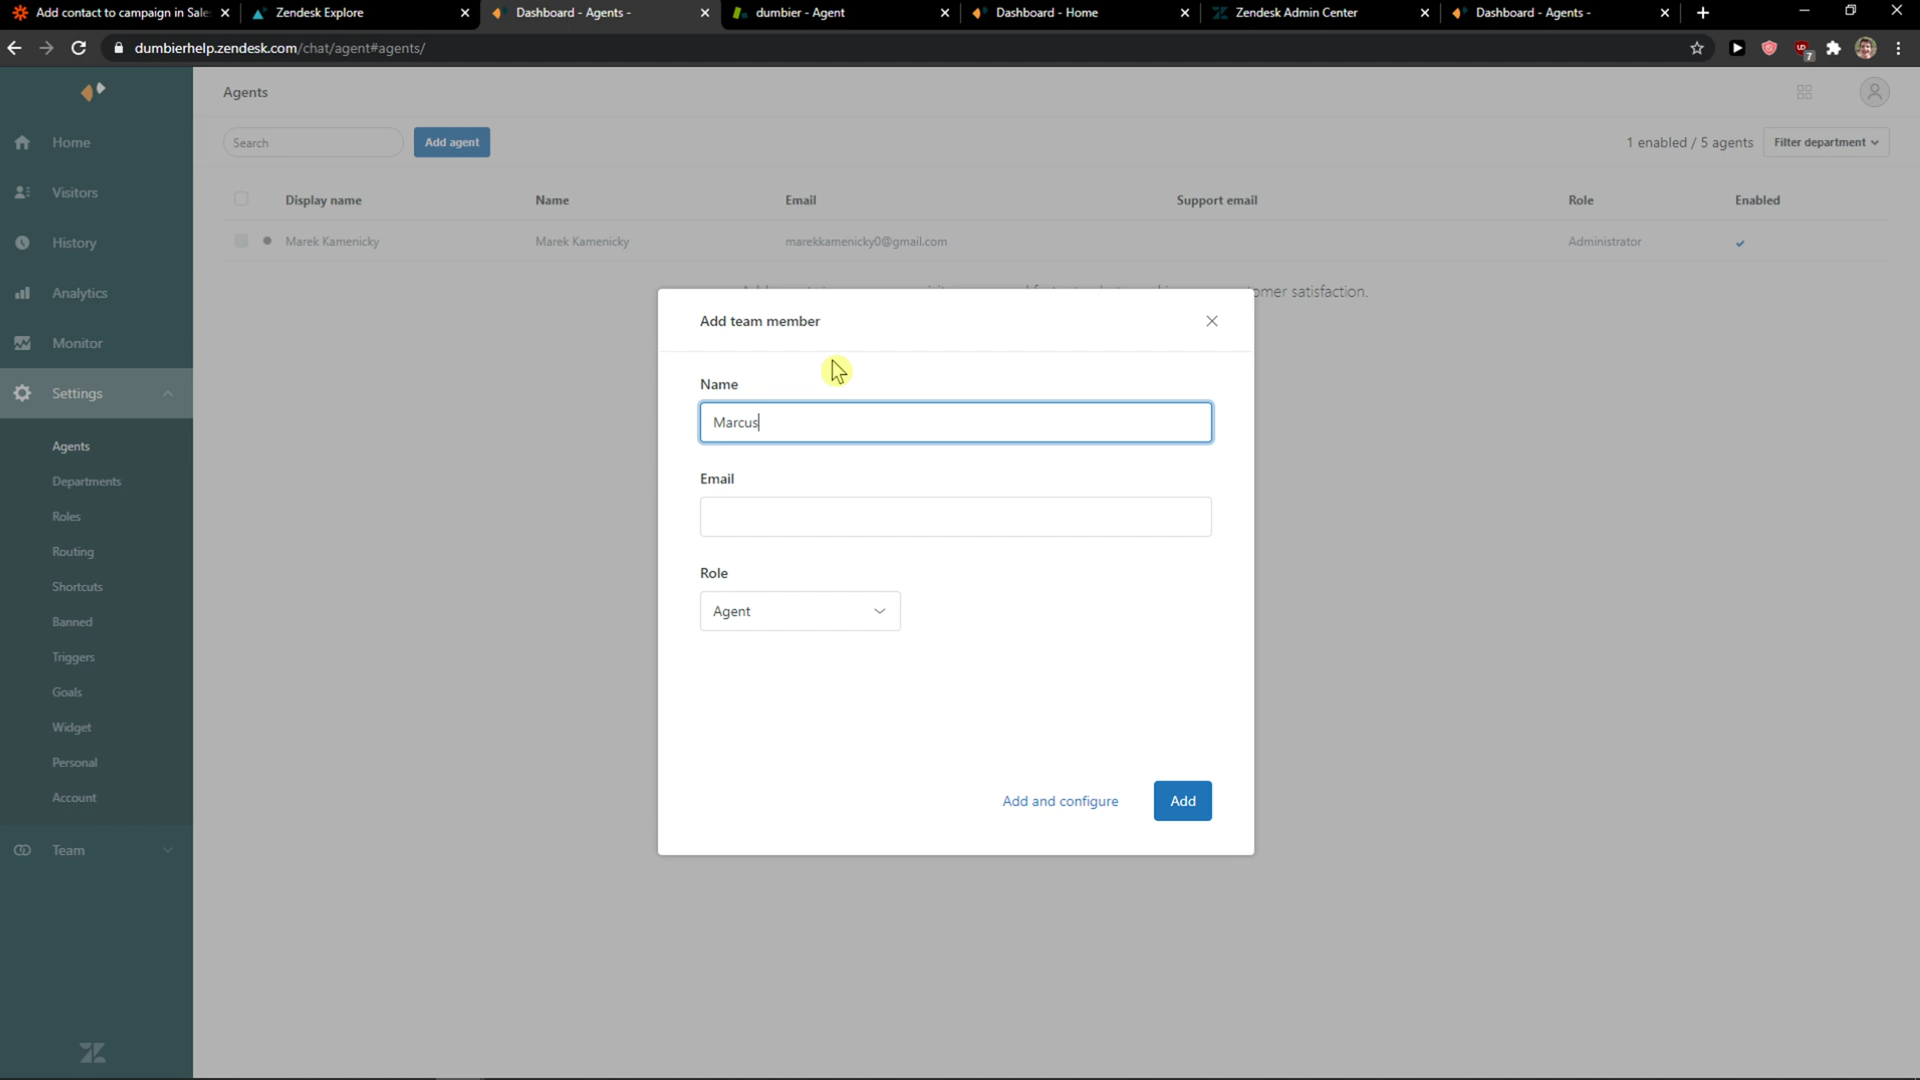 Add contact to campaign in Sale
Zendesk Explore
Dashboard - Agents -
dumbier - Agent
Dashboard - Home
Zendesk Admin Center
Dashboard - Agents -
dumbierhelp.zendesk.com/chat/agent#agents/
7
Home
Visitors
History
Analytics
Monitor
Settings
Agents
Departments
Roles
Routing
Shortcuts
Banned
Triggers
Goals
Widget
Personal
Account
Team
Agents
Search
Add agent
1 enabled / 5 agents
Filter department
Display name Name Email Support email Role Enabled
Marek Kamenicky Marek Kamenicky marekkamenicky0@gmail.com Administrator
omer satisfaction.
Add team member
Name
Marcus
Email
Role
Agent
Add and configure
Add